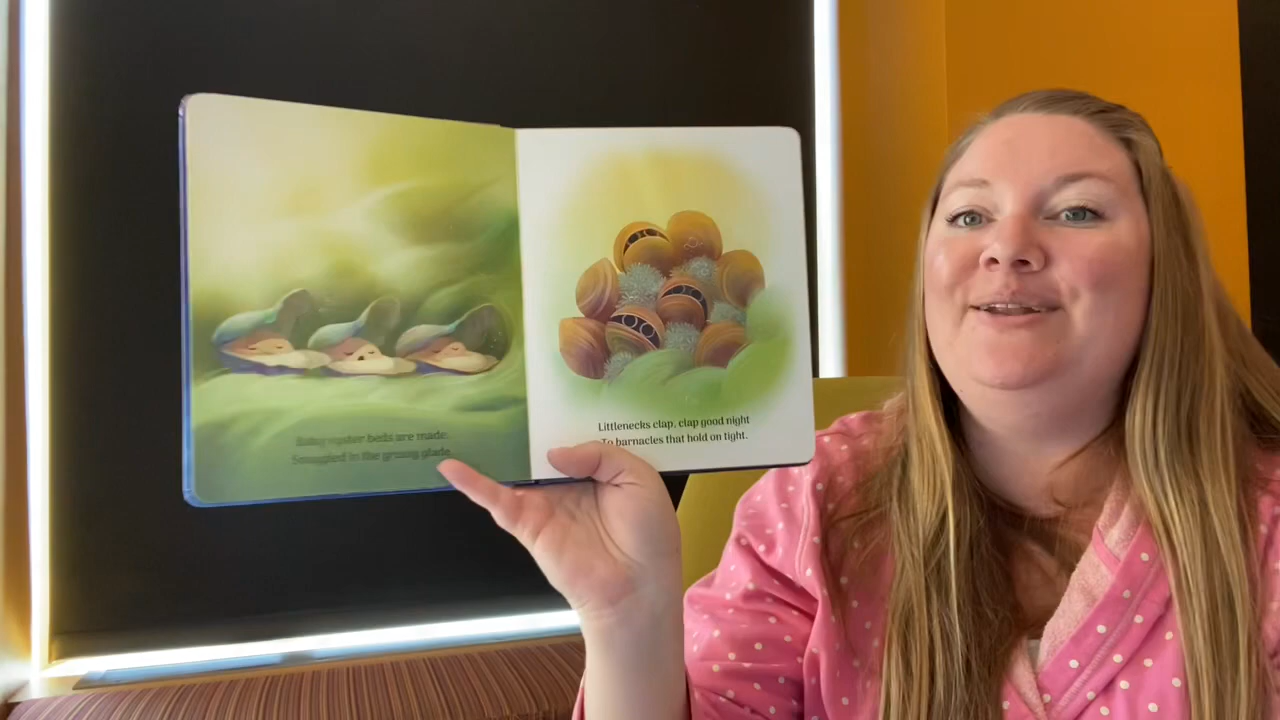 Baby oyster beds are made.
Snuggled in the grassy glade.
Littlenecks clap, clap good night
To barnacles that hold on tight.